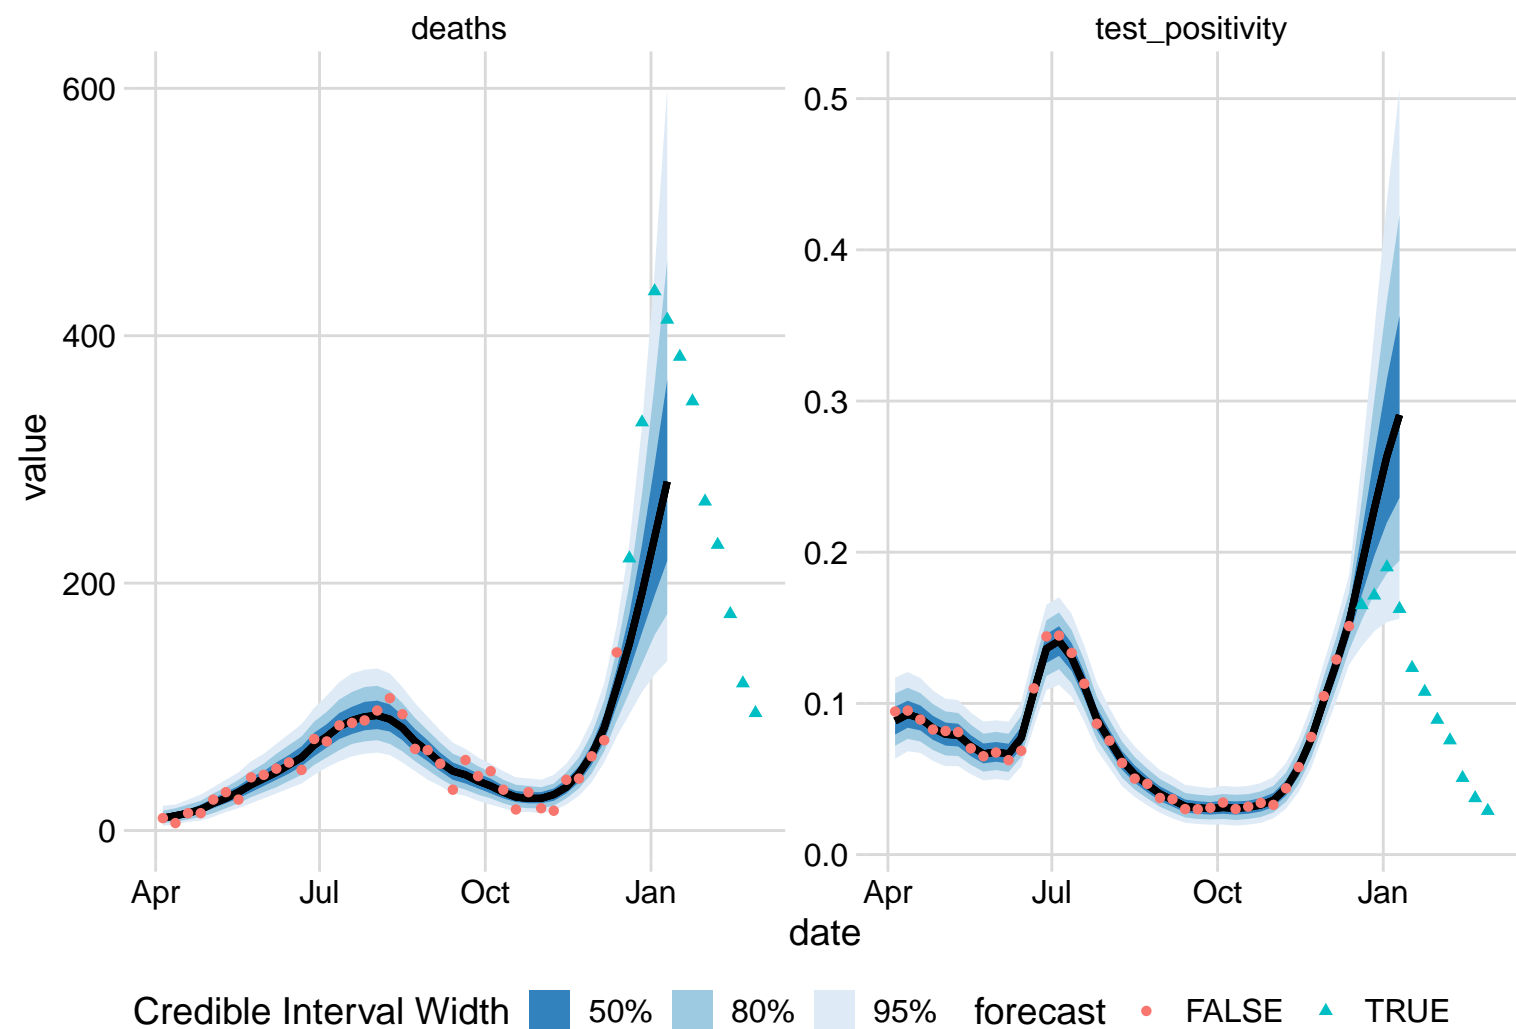 deaths
test_positivity
value
600
400
200
0
0.5
0.4
0.3
0.2
0.1
0.0
Apr Jul Oct Jan
Apr Jul Oct Jan
date
Credible Interval Width 50% 80% 95% forecast FALSE TRUE